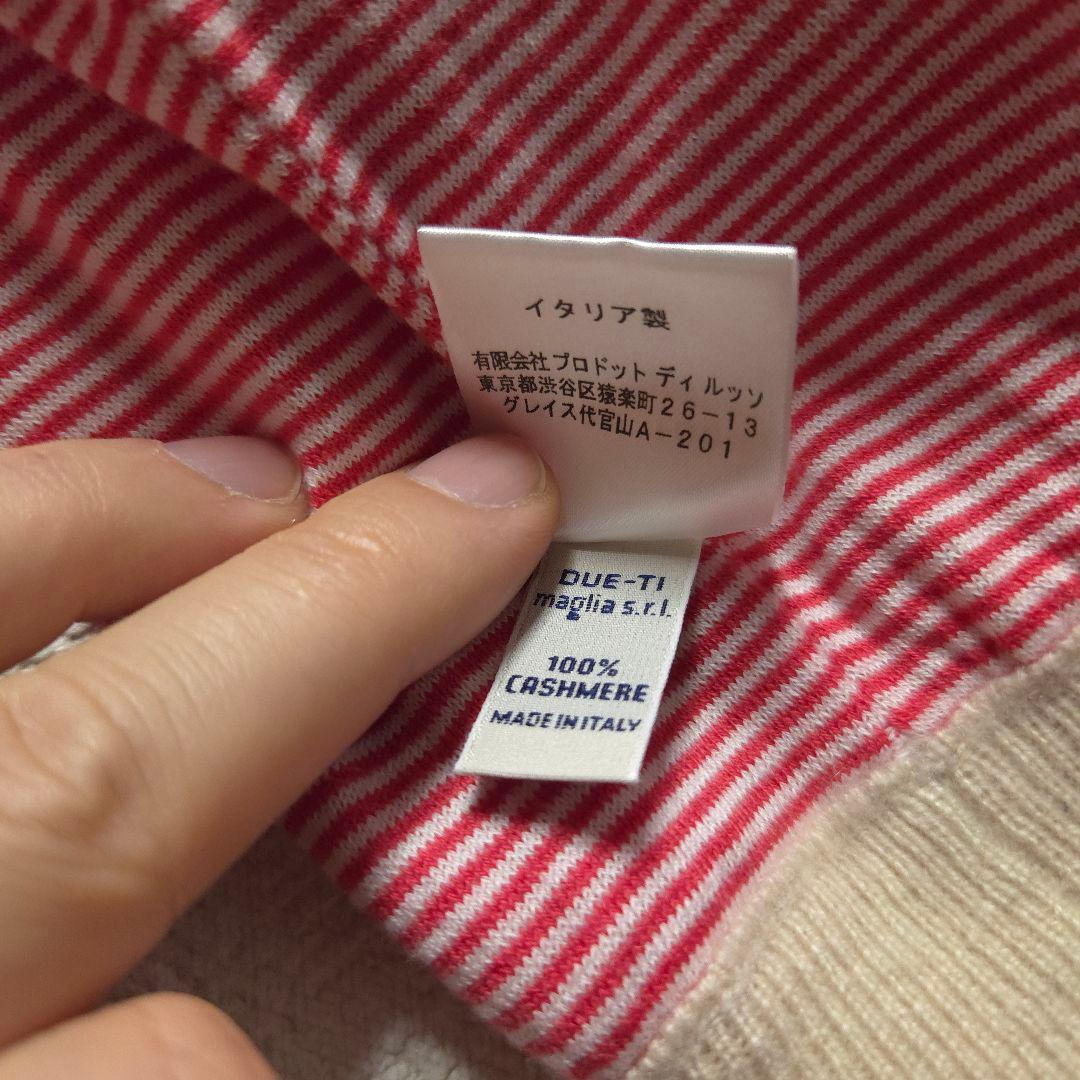 イタリア製
有限会社プロドット ディ ルッソ
東京都渋谷区猿楽町26-13
グレイス代官山A-201
DUE-TI
maglia s.r.l.
100%
CASHMERE
MADE IN ITALY